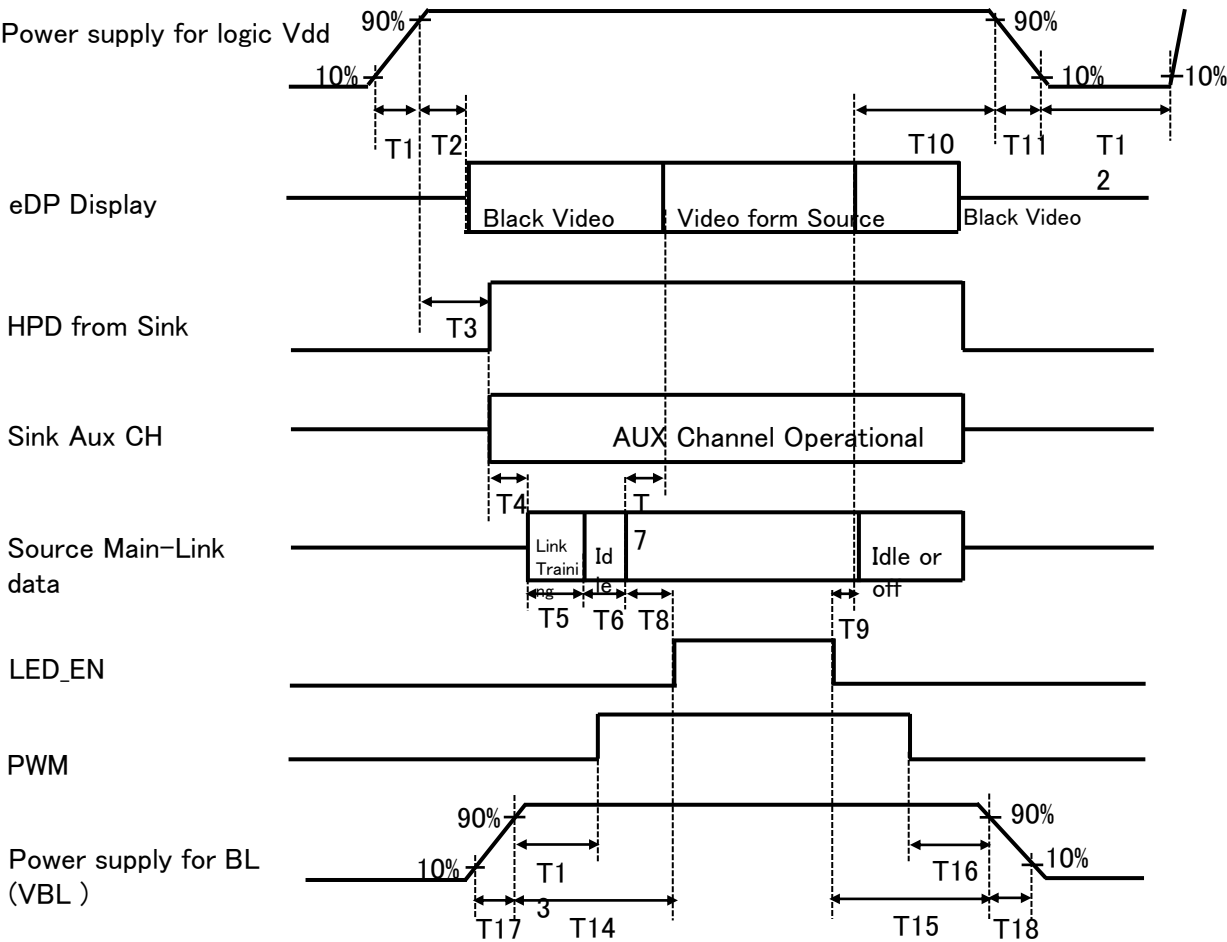 Power supply for logic Vdd
90%
90%
10%
10%
10%
T1
T2
T10
T11
T1
2
eDP Display
Black Video
Video form Source
Black Video
HPD from Sink
T3
Sink Aux CH
AUX Channel Operational
T4
T
7
Source Main-Link
data
Link
Traini
ng
Id
le
Idle or
off
T5
T6
T8
T9
LED_EN
PWM
90%
90%
Power supply for BL
(VBL )
10%
10%
T1
3
T16
T17
T14
T15
T18